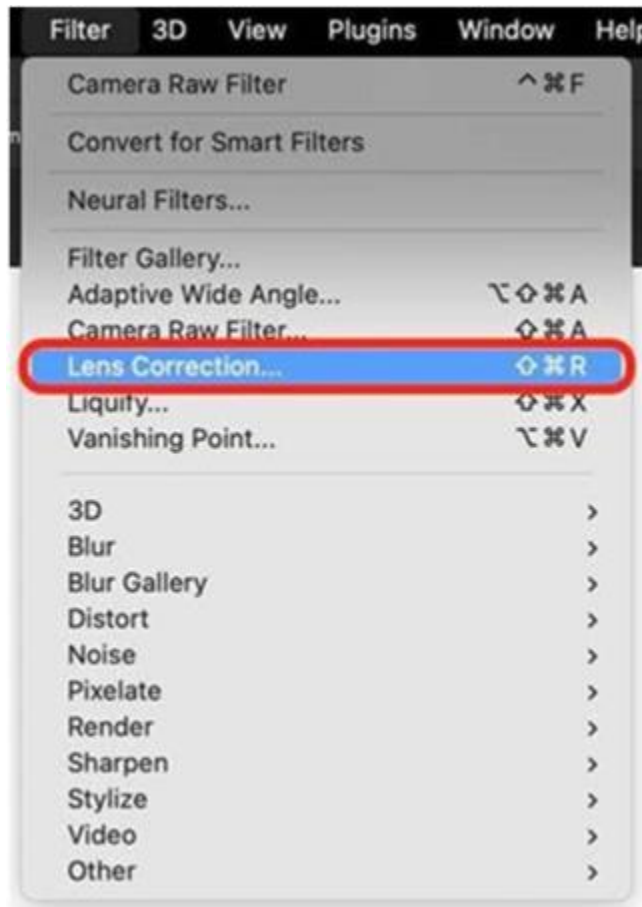 Filter 3D View Plugins Window Help
Camera Raw Filter ^⌘F
Convert for Smart Filters
Neural Filters...
Filter Gallery...
Adaptive Wide Angle... ⌥⇧⌘A
Camera Raw Filter... ⇧⌘A
Lens Correction... ⇧⌘R
Liquify... ⇧⌘X
Vanishing Point... ⌥⌘V
3D >
Blur >
Blur Gallery >
Distort >
Noise >
Pixelate >
Render >
Sharpen >
Stylize >
Video >
Other >